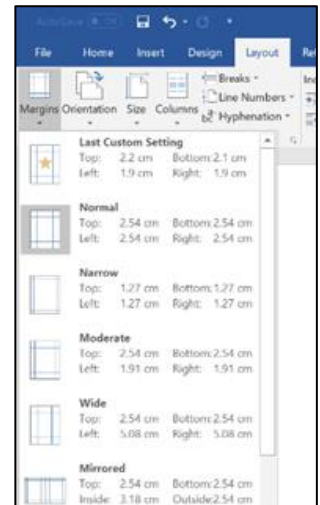 AutoSave
File Home Insert Design Layout
Breaks
Line Numbers
Margins Orientation Size Columns Hyphenation
Last Custom Setting
Top: 2.2 cm Bottom: 2.1 cm
Left: 1.9 cm Right: 1.9 cm
Normal
Top: 2.54 cm Bottom: 2.54 cm
Left: 2.54 cm Right: 2.54 cm
Narrow
Top: 1.27 cm Bottom: 1.27 cm
Left: 1.27 cm Right: 1.27 cm
Moderate
Top: 2.54 cm Bottom: 2.54 cm
Left: 1.91 cm Right: 1.91 cm
Wide
Top: 2.54 cm Bottom: 2.54 cm
Left: 5.08 cm Right: 5.08 cm
Mirrored
Top: 2.54 cm Bottom: 2.54 cm
Inside: 3.18 cm Outside: 2.54 cm